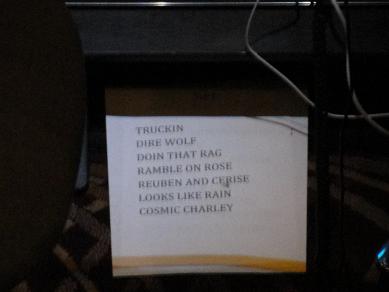 TRUCKIN
DIRE WOLF
DOIN THAT RAG
RAMBLE ON ROSE
REUBEN AND CERISE
LOOKS LIKE RAIN
COSMIC CHARLEY